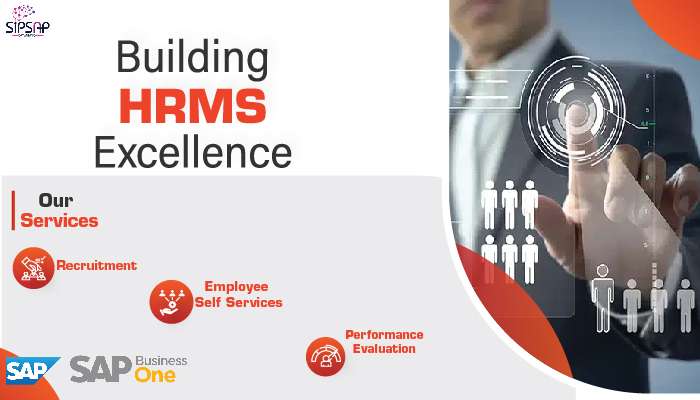 SIPSAP
Building
HRMS
Excellence
Our
Services
Recruitment
Employee
Self Services
Performance
Evaluation
SAP
SAP Business
One